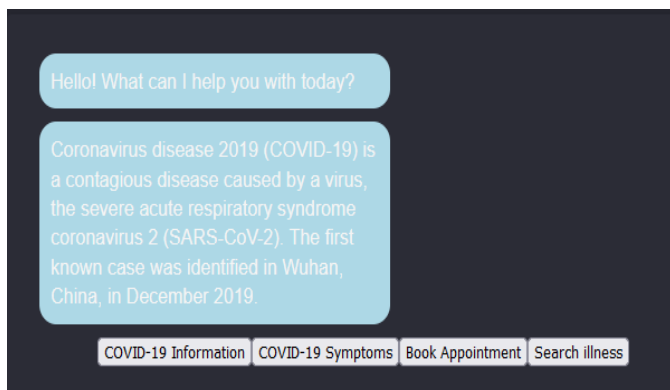 Hello! What can I help you with today?
Coronavirus disease 2019 (COVID-19) is
a contagious disease caused by a virus,
the severe acute respiratory syndrome
coronavirus 2 (SARS-CoV-2). The first
known case was identified in Wuhan,
China, in December 2019.
COVID-19 Information COVID-19 Symptoms Book Appointment Search illness